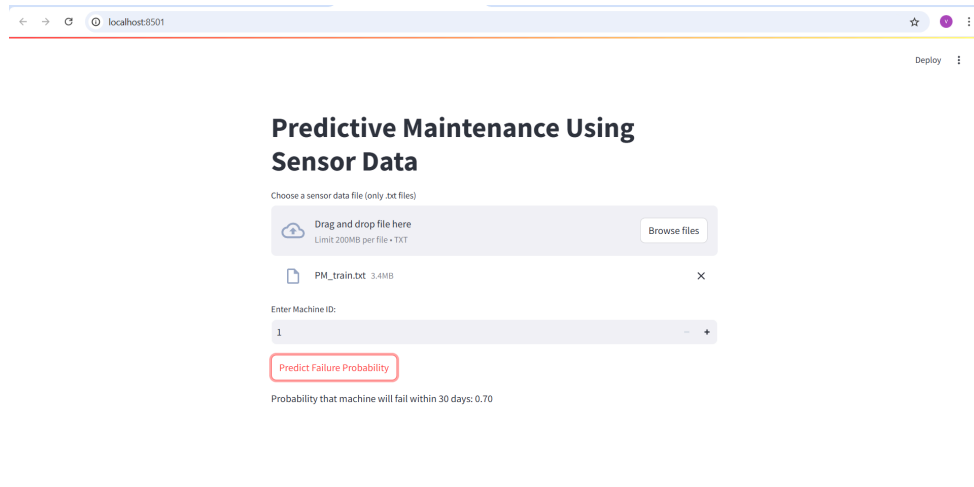 localhost:8501
V
Deploy
Predictive Maintenance Using
Sensor Data
Choose a sensor data file (only .txt files)
Drag and drop file here
Limit 200MB per file • TXT
Browse files
PM_train.txt 3.4MB
Enter Machine ID:
1
Predict Failure Probability
Probability that machine will fail within 30 days: 0.70